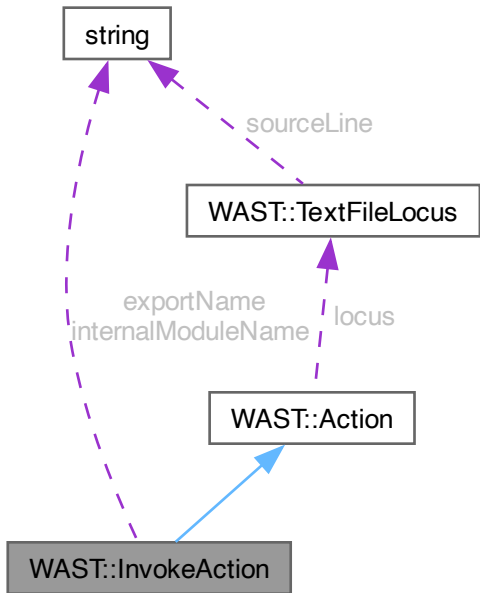 string
sourceLine
WAST::TextFileLocus
exportName
internalModuleName
locus
WAST::Action
WAST::InvokeAction